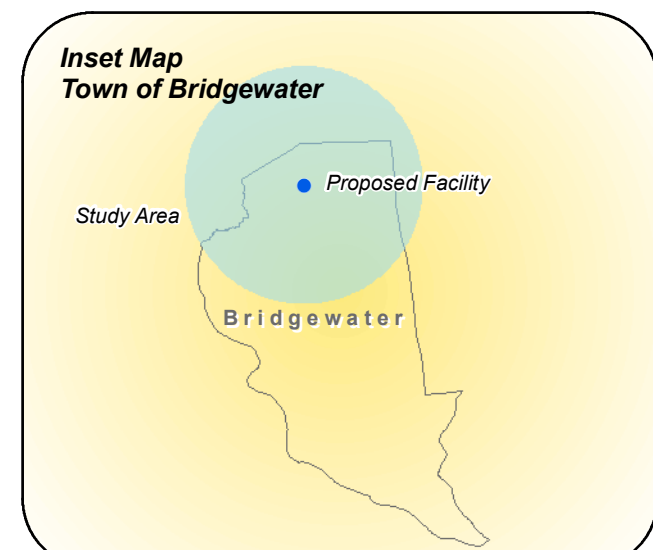 Inset Map
Town of Bridgewater
Proposed Facility
Study Area
Bridgewater